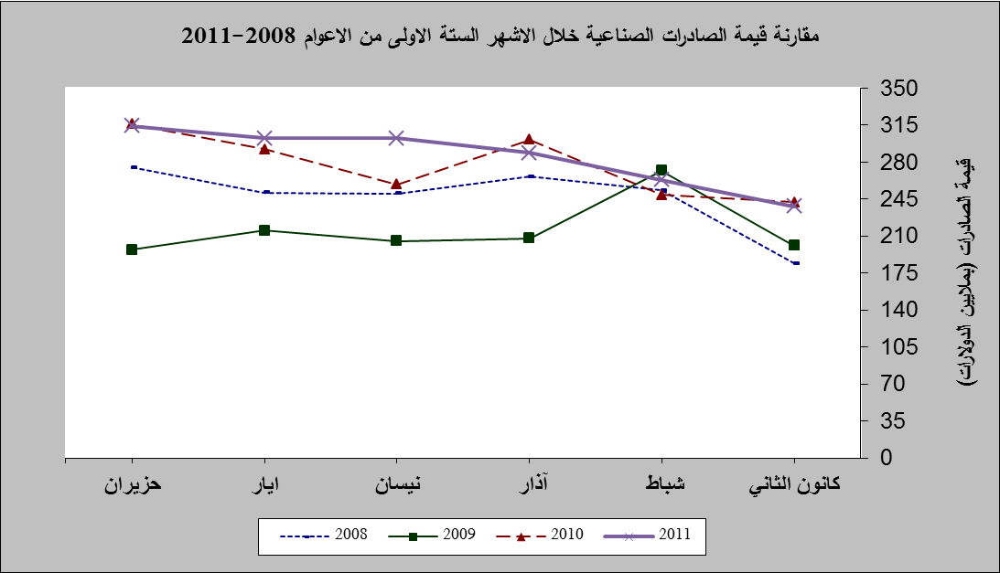 مقارنة قيمة الصادرات الصناعية خلال الاشهر الستة الاولى من الاعوام 2008-2011
350
315
280
245
210
175
140
105
70
35
0
قيمة الصادرات (بملايين الدولارات)
كانون الثاني
شباط
آذار
نيسان
ايار
حزيران
2008
2009
2010
2011